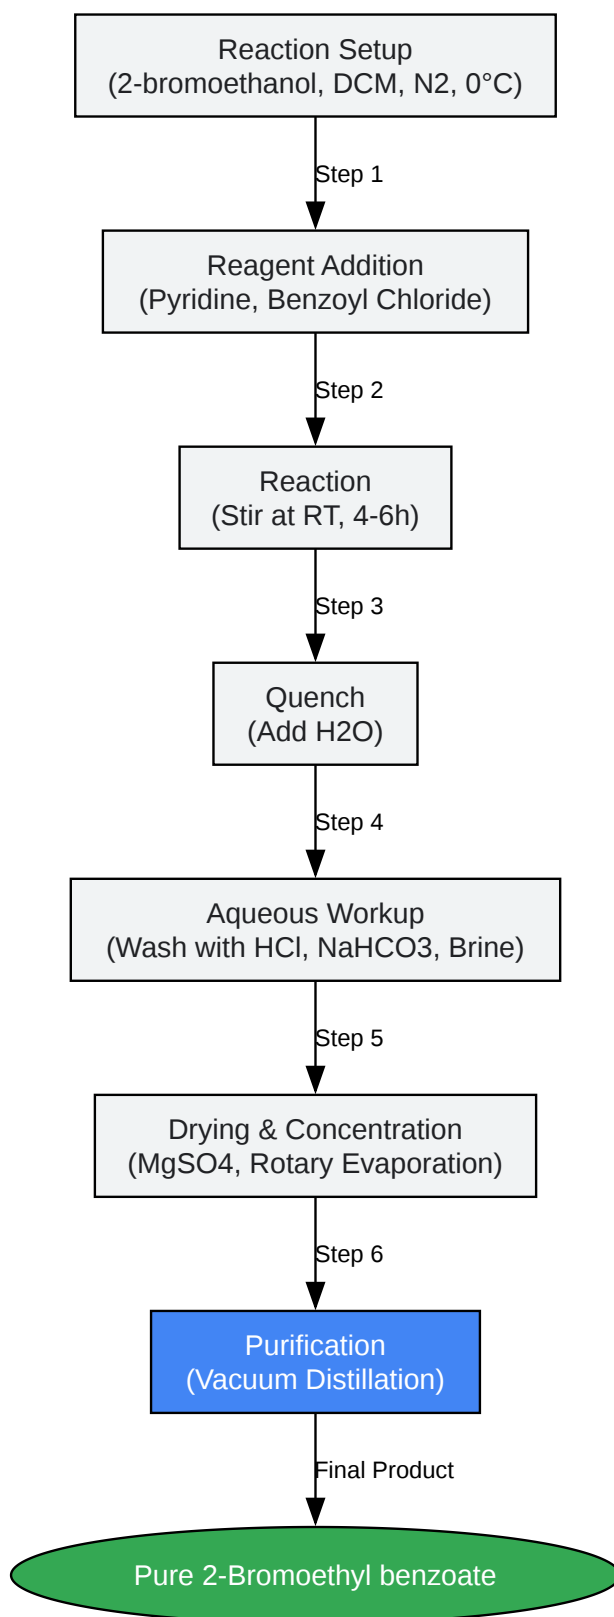 Reaction Setup
(2-bromoethanol, DCM, N2, 0°C)
Step 1
Reagent Addition
(Pyridine, Benzoyl Chloride)
Step 2
Reaction
(Stir at RT, 4-6h)
Step 3
Quench
(Add H2O)
Step 4
Aqueous Workup
(Wash with HCl, NaHCO3, Brine)
Step 5
Drying & Concentration
(MgSO4, Rotary Evaporation)
Step 6
Purification
(Vacuum Distillation)
Final Product
Pure 2-Bromoethyl benzoate